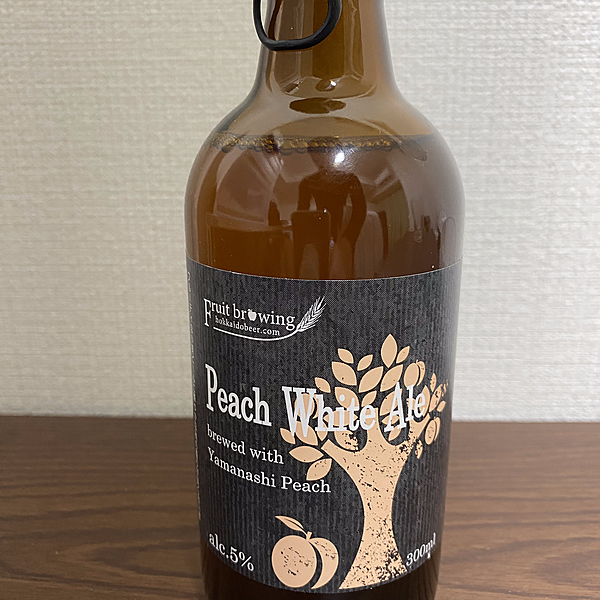 Fruit brewing
hokkaidobeer.com
Peach White Ale
brewed with
Yamanashi Peach
alc.5%
300ml